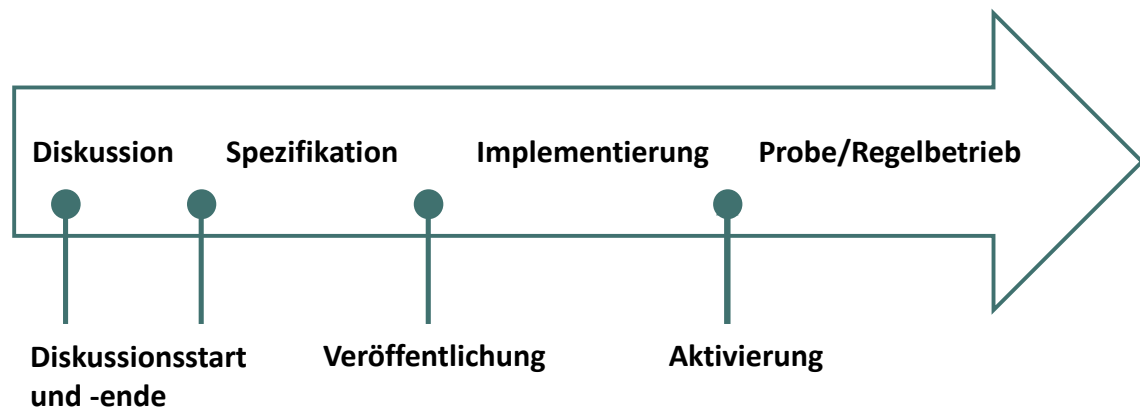 Diskussion
Spezifikation
Implementierung
Probe/Regelbetrieb
Diskussionsstart
und -ende
Veröffentlichung
Aktivierung